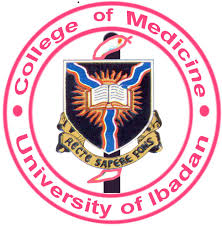 College of Medicine
RECTE SAPERE FONS
University of Ibadan